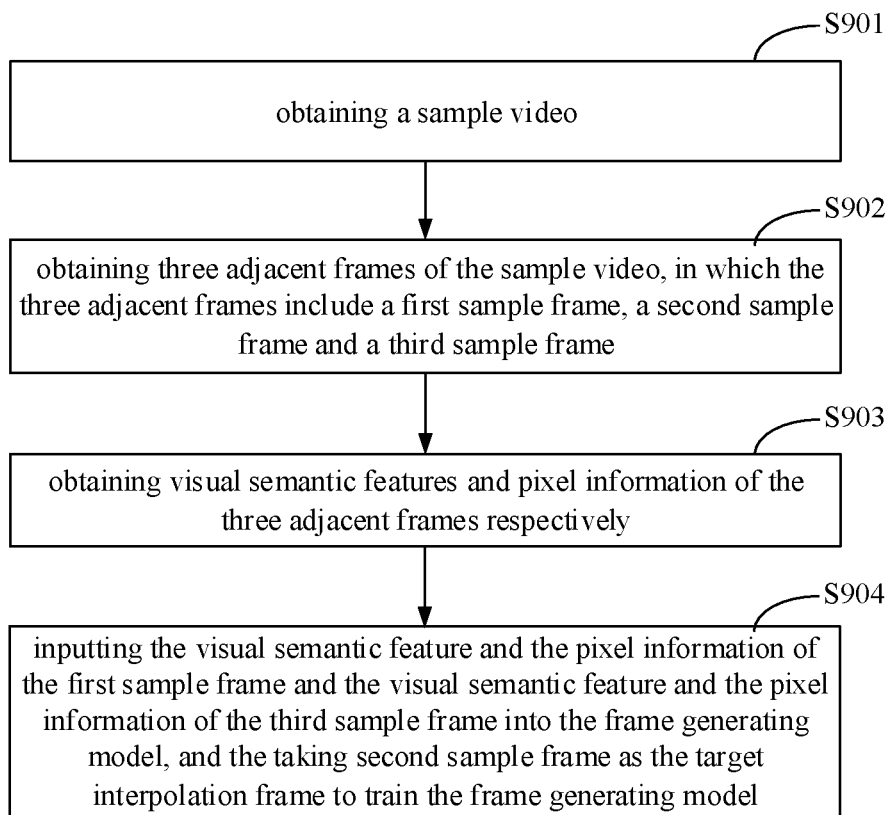 S901
obtaining a sample video
S902
obtaining three adjacent frames of the sample video, in which the
three adjacent frames include a first sample frame, a second sample
frame and a third sample frame
S903
obtaining visual semantic features and pixel information of the
three adjacent frames respectively
S904
inputting the visual semantic feature and the pixel information of
the first sample frame and the visual semantic feature and the pixel
information of the third sample frame into the frame generating
model, and the taking second sample frame as the target
interpolation frame to train the frame generating model